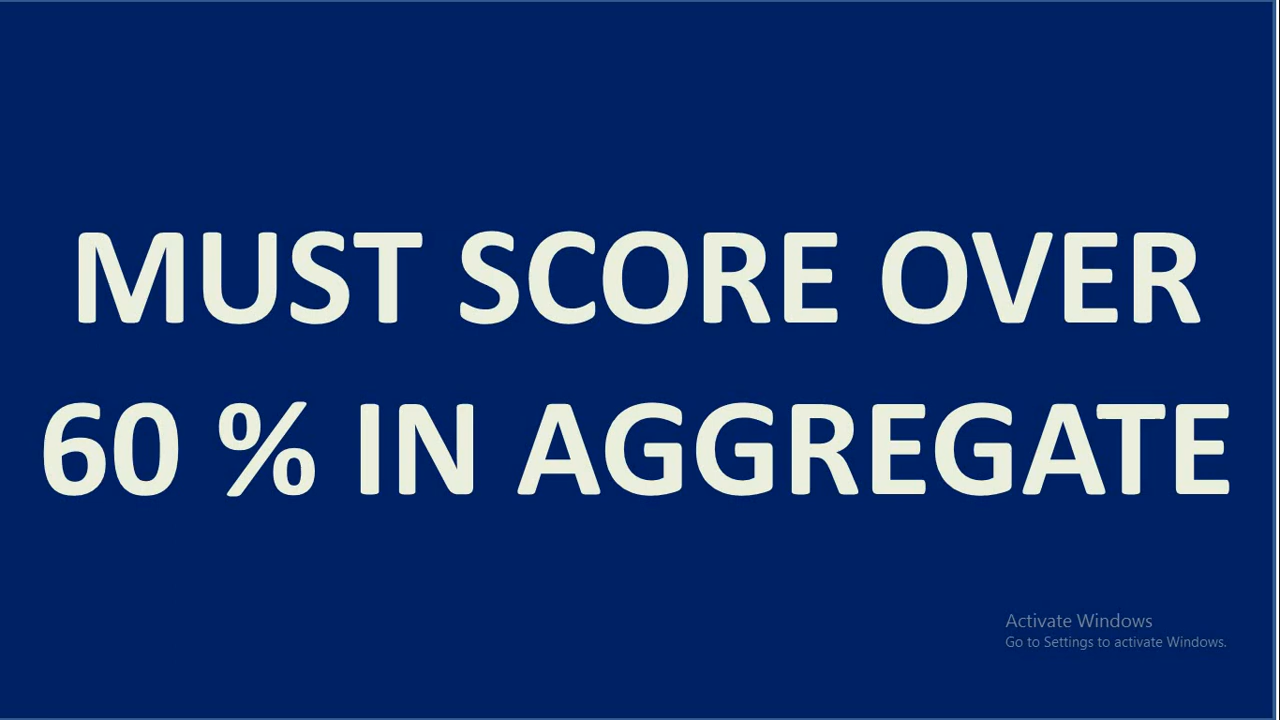 MUST SCORE OVER
60 % IN AGGREGATE
Activate Windows
Go to Settings to activate Windows.